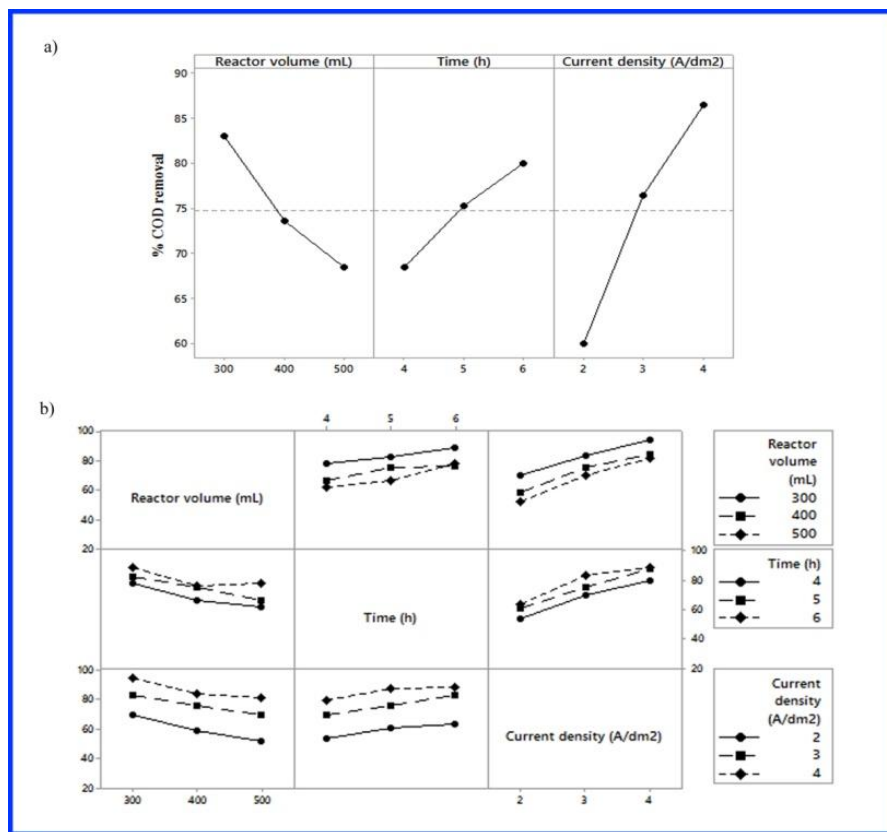 a)
Reactor volume (mL) Time (h) Current density (A/dm2)
90
85
80
75
70
65
60
% COD removal
300 400 500 4 5 6 2 3 4
b)
4 5 6
100
80
60
40
20
Reactor volume (mL)
Reactor
volume
(mL)
300
400
500
Time (h)
100
80
60
40
20
Time (h)
4
5
6
100
80
60
40
20
Current density (A/dm2)
Current
density
(A/dm2)
2
3
4
300 400 500 2 3 4